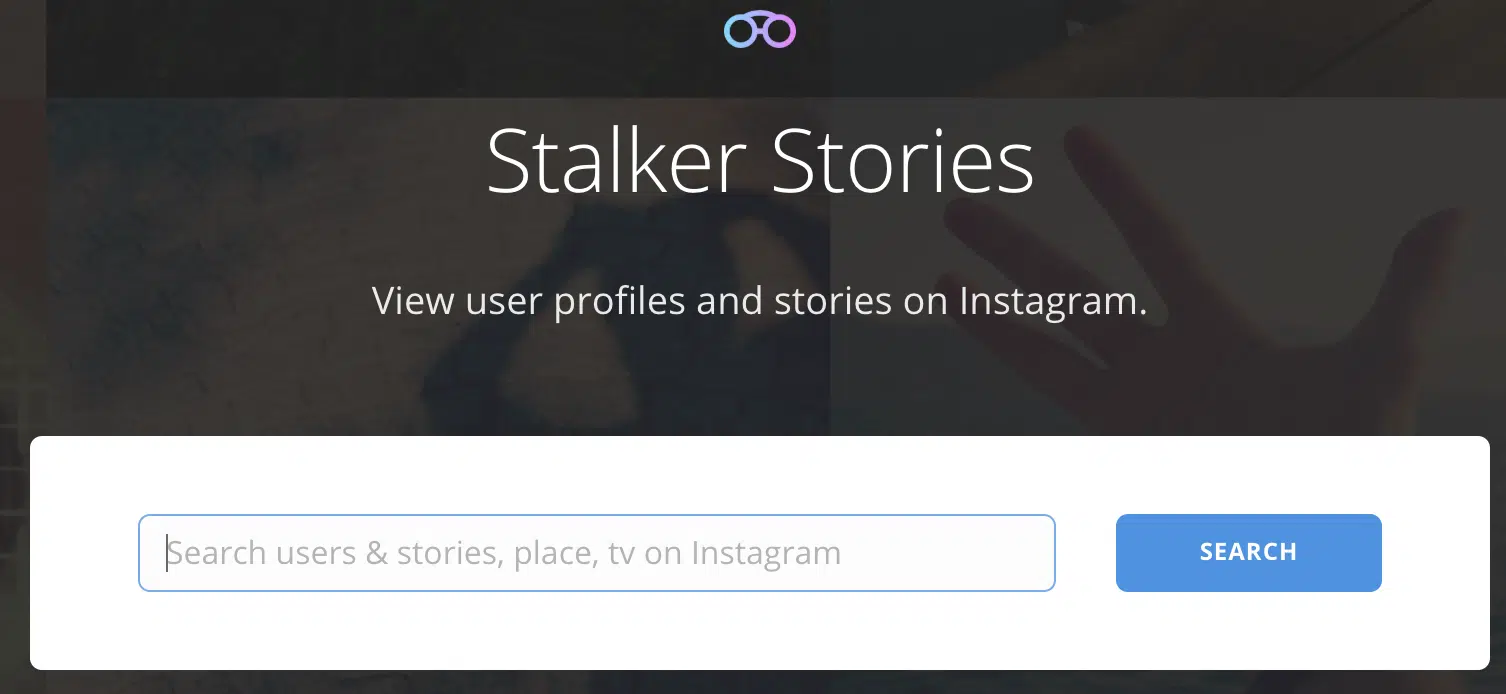 Stalker Stories
View user profiles and stories on Instagram.
Search users & stories, place, tv on Instagram
SEARCH